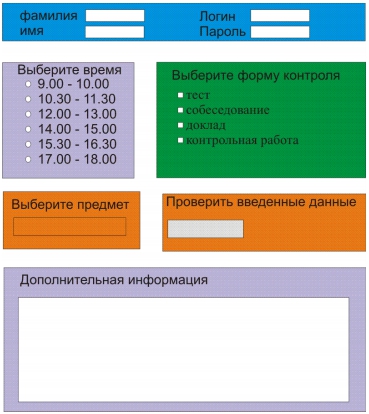 фамилия
имя
Логин
Пароль
Выберите время
9.00 - 10.00
10.30 - 11.30
12.00 - 13.00
14.00 - 15.00
15.30 - 16.30
17.00 - 18.00
Выберите форму контроля
тест
собеседование
доклад
контрольная работа
Выберите предмет
Проверить введенные данные
Дополнительная информация